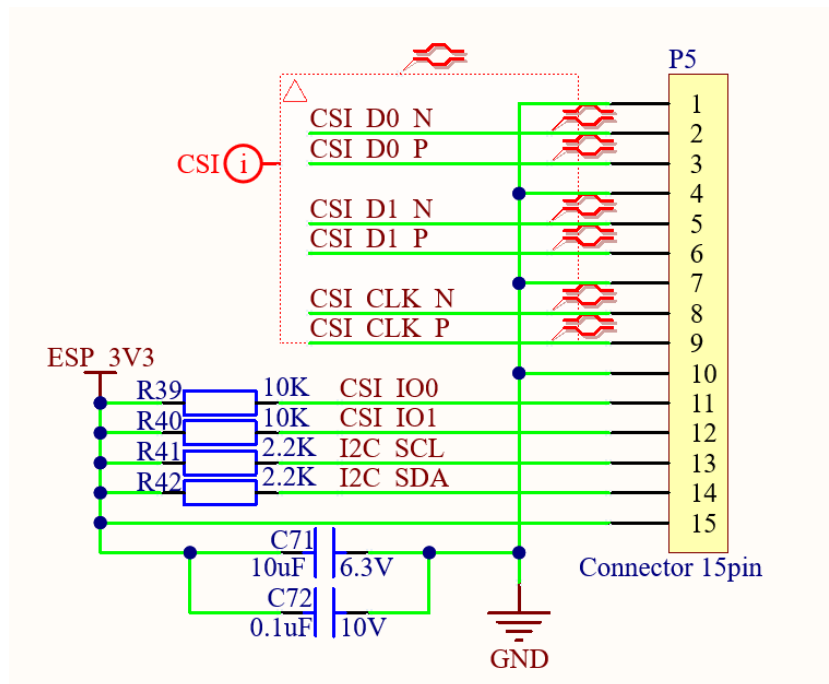 P5
1
CSI_D0_N 2
CSI_D0_P 3
CSI i
4
CSI_D1_N 5
CSI_D1_P 6
7
CSI_CLK_N 8
CSI_CLK_P 9
ESP_3V3
10
R39 10K CSI_IO0 11
R40 10K CSI_IO1 12
R41 2.2K I2C_SCL 13
R42 2.2K I2C_SDA 14
15
C71
10uF 6.3V
Connector 15pin
C72
0.1uF 10V
GND